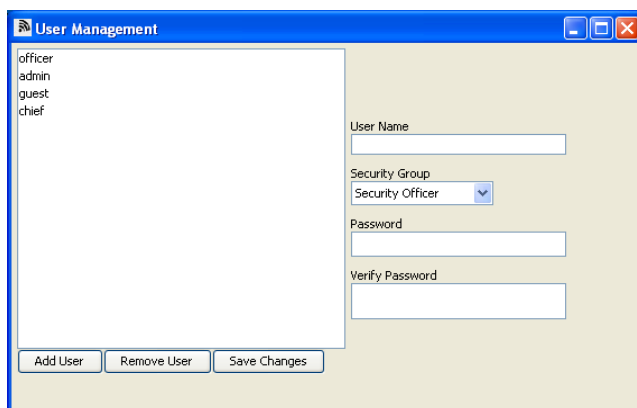 User Management
officer
admin
guest
chief
User Name
Security Group
Security Officer
Password
Verify Password
Add User
Remove User
Save Changes